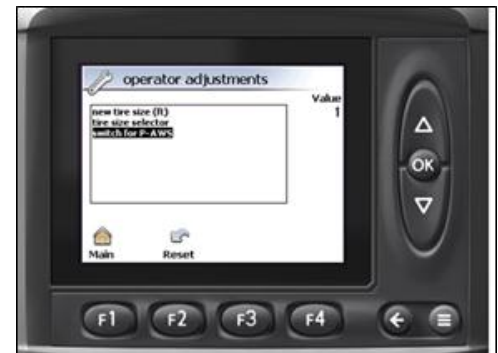 operator adjustments
Value
new tire size (ft)
1
tire size selector
switch for P-AWS
Main
Reset
OK
F1
F2
F3
F4